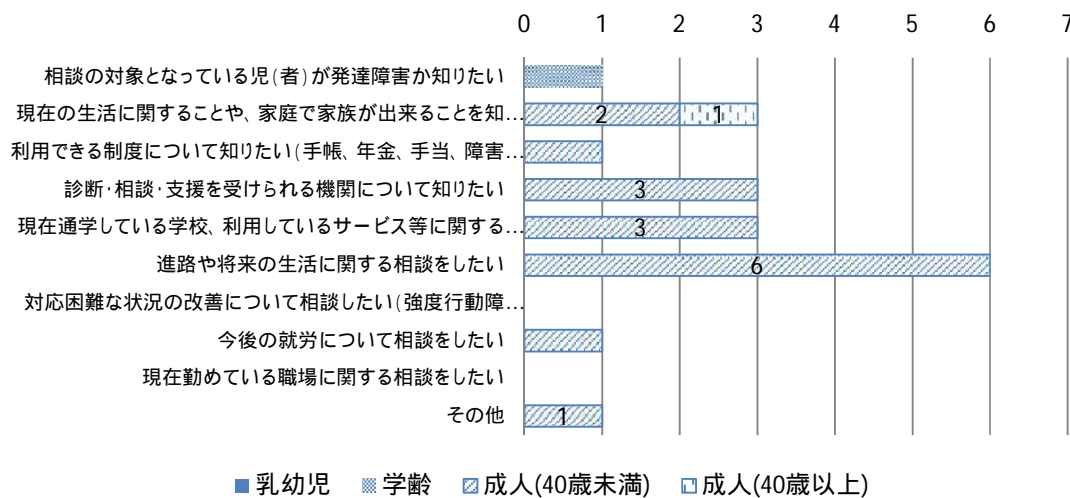 0 1 2 3 4 5 6 7
相談の対象となっている児(者)が発達障害か知りたい
現在の生活に関することや、家庭で家族が出来ることを知… 2 1
利用できる制度について知りたい(手帳、年金、手当、障害…
診断・相談・支援を受けられる機関について知りたい 3
現在通学している学校、利用しているサービス等に関する… 3
進路や将来の生活に関する相談をしたい 6
対応困難な状況の改善について相談したい(強度行動障…
今後の就労について相談をしたい
現在勤めている職場に関する相談をしたい
その他 1
乳幼児 学齢 成人(40歳未満) 成人(40歳以上)